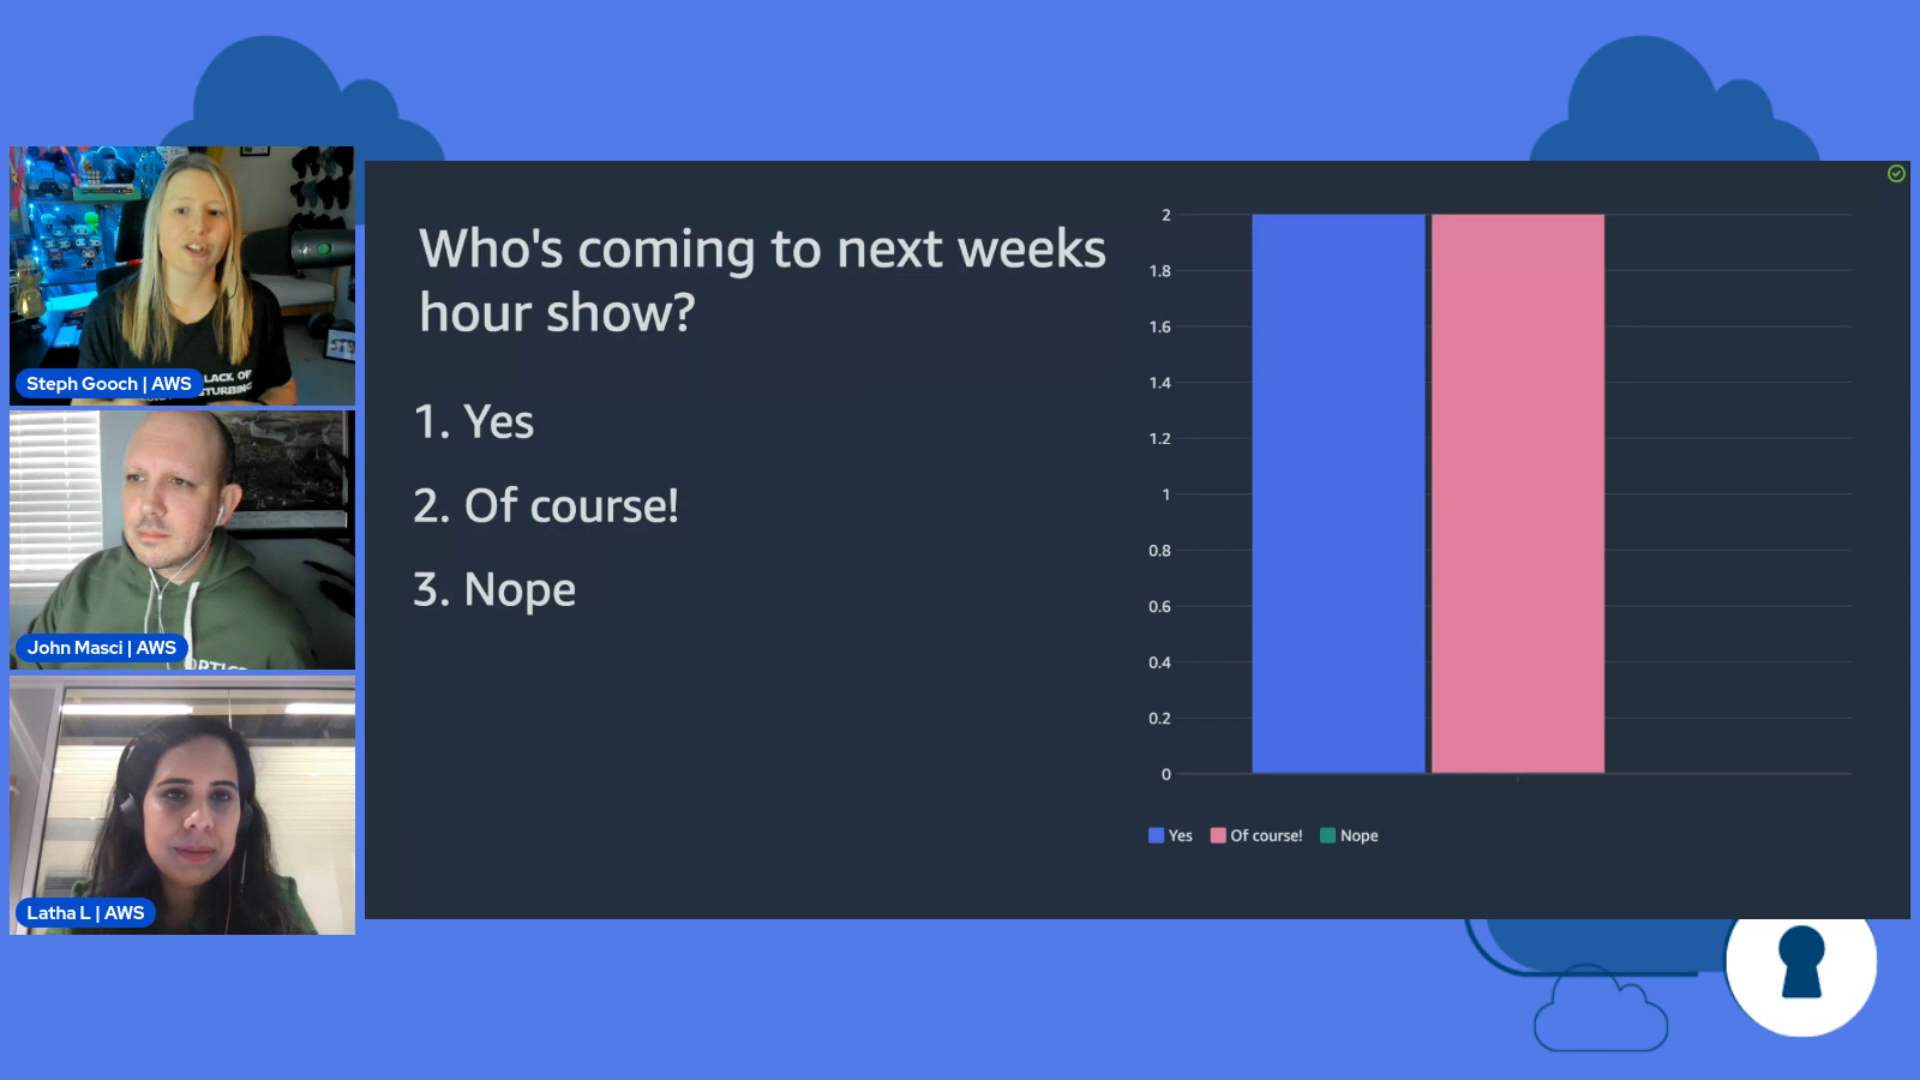 Steph Gooch | AWS
LACK OF
John Masci | AWS
Latha L | AWS
Who's coming to next weeks
hour show?
1. Yes
2. Of course!
3. Nope
2
1.8
1.6
1.4
1.2
1
0.8
0.6
0.4
0.2
0
Yes Of course! Nope